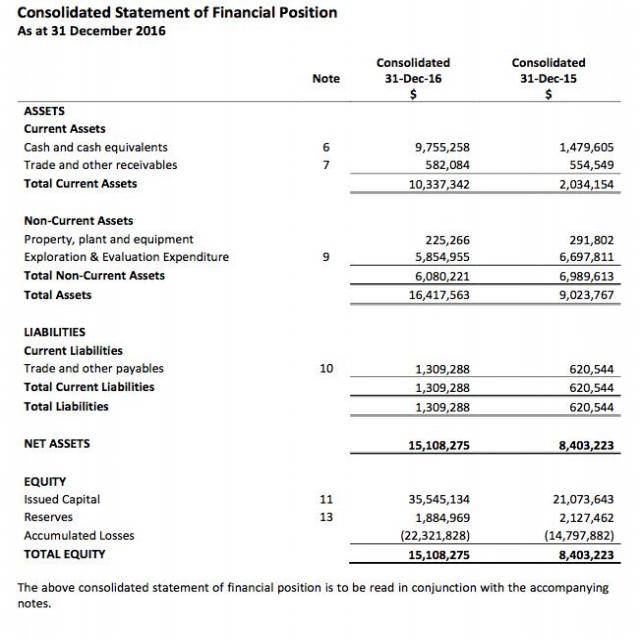 Consolidated Statement of Financial Position
As at 31 December 2016
Consolidated Consolidated
Note 31-Dec-16 31-Dec-15
$ $
ASSETS
Current Assets
Cash and cash equivalents 6 9,755,258 1,479,605
Trade and other receivables 7 582,084 554,549
Total Current Assets 10,337,342 2,034,154
Non-Current Assets
Property, plant and equipment 225,266 291,802
Exploration & Evaluation Expenditure 9 5,854,955 6,697,811
Total Non-Current Assets 6,080,221 6,989,613
Total Assets 16,417,563 9,023,767
LIABILITIES
Current Liabilities
Trade and other payables 10 1,309,288 620,544
Total Current Liabilities 1,309,288 620,544
Total Liabilities 1,309,288 620,544
NET ASSETS 15,108,275 8,403,223
EQUITY
Issued Capital 11 35,545,134 21,073,643
Reserves 13 1,884,969 2,127,462
Accumulated Losses (22,321,828) (14,797,882)
TOTAL EQUITY 15,108,275 8,403,223
The above consolidated statement of financial position is to be read in conjunction with the accompanying
notes.